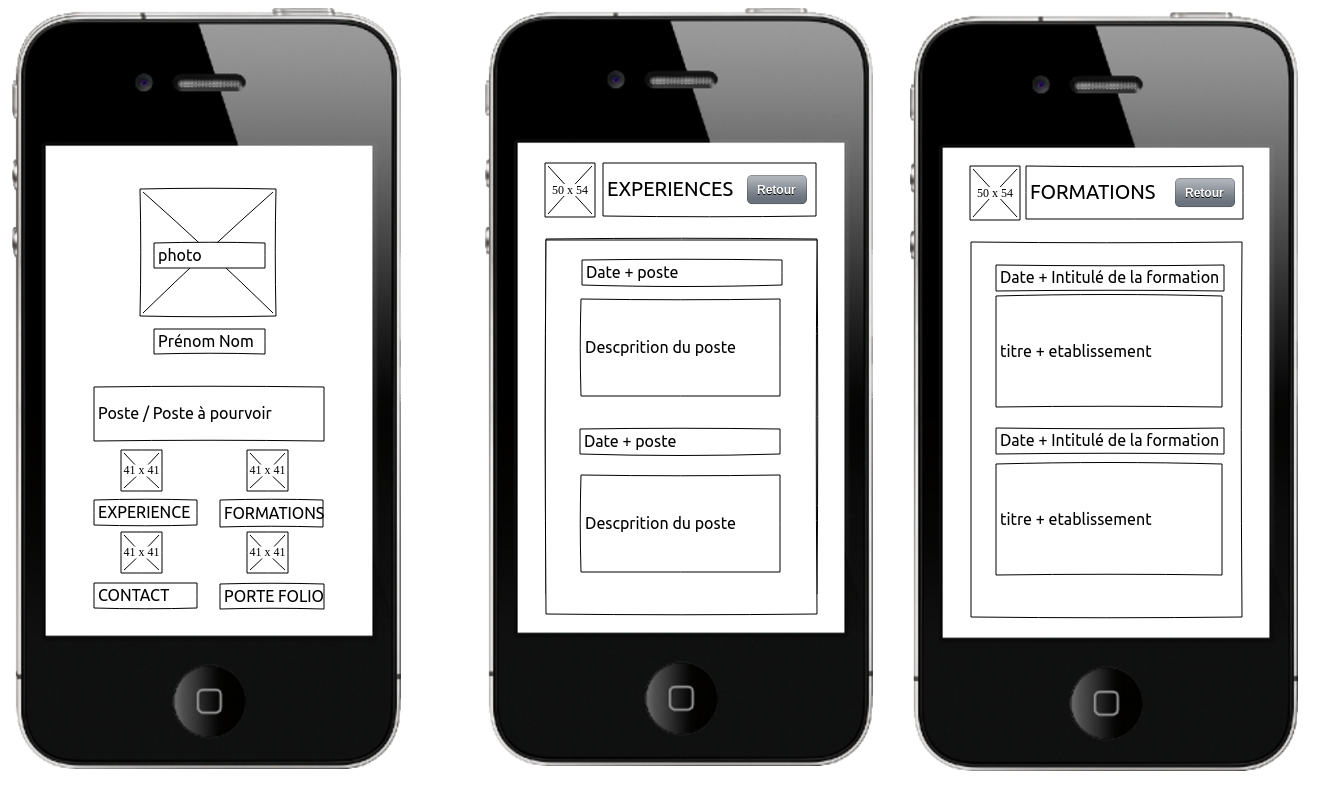 photo
Prénom Nom
Poste / Poste à pourvoir
41 x 41
41 x 41
EXPERIENCE
FORMATIONS
41 x 41
41 x 41
CONTACT
PORTE FOLIO
50 x 54
EXPERIENCES
Retour
Date + poste
Descprition du poste
Date + poste
Descprition du poste
50 x 54
FORMATIONS
Retour
Date + Intitulé de la formation
titre + etablissement
Date + Intitulé de la formation
titre + etablissement